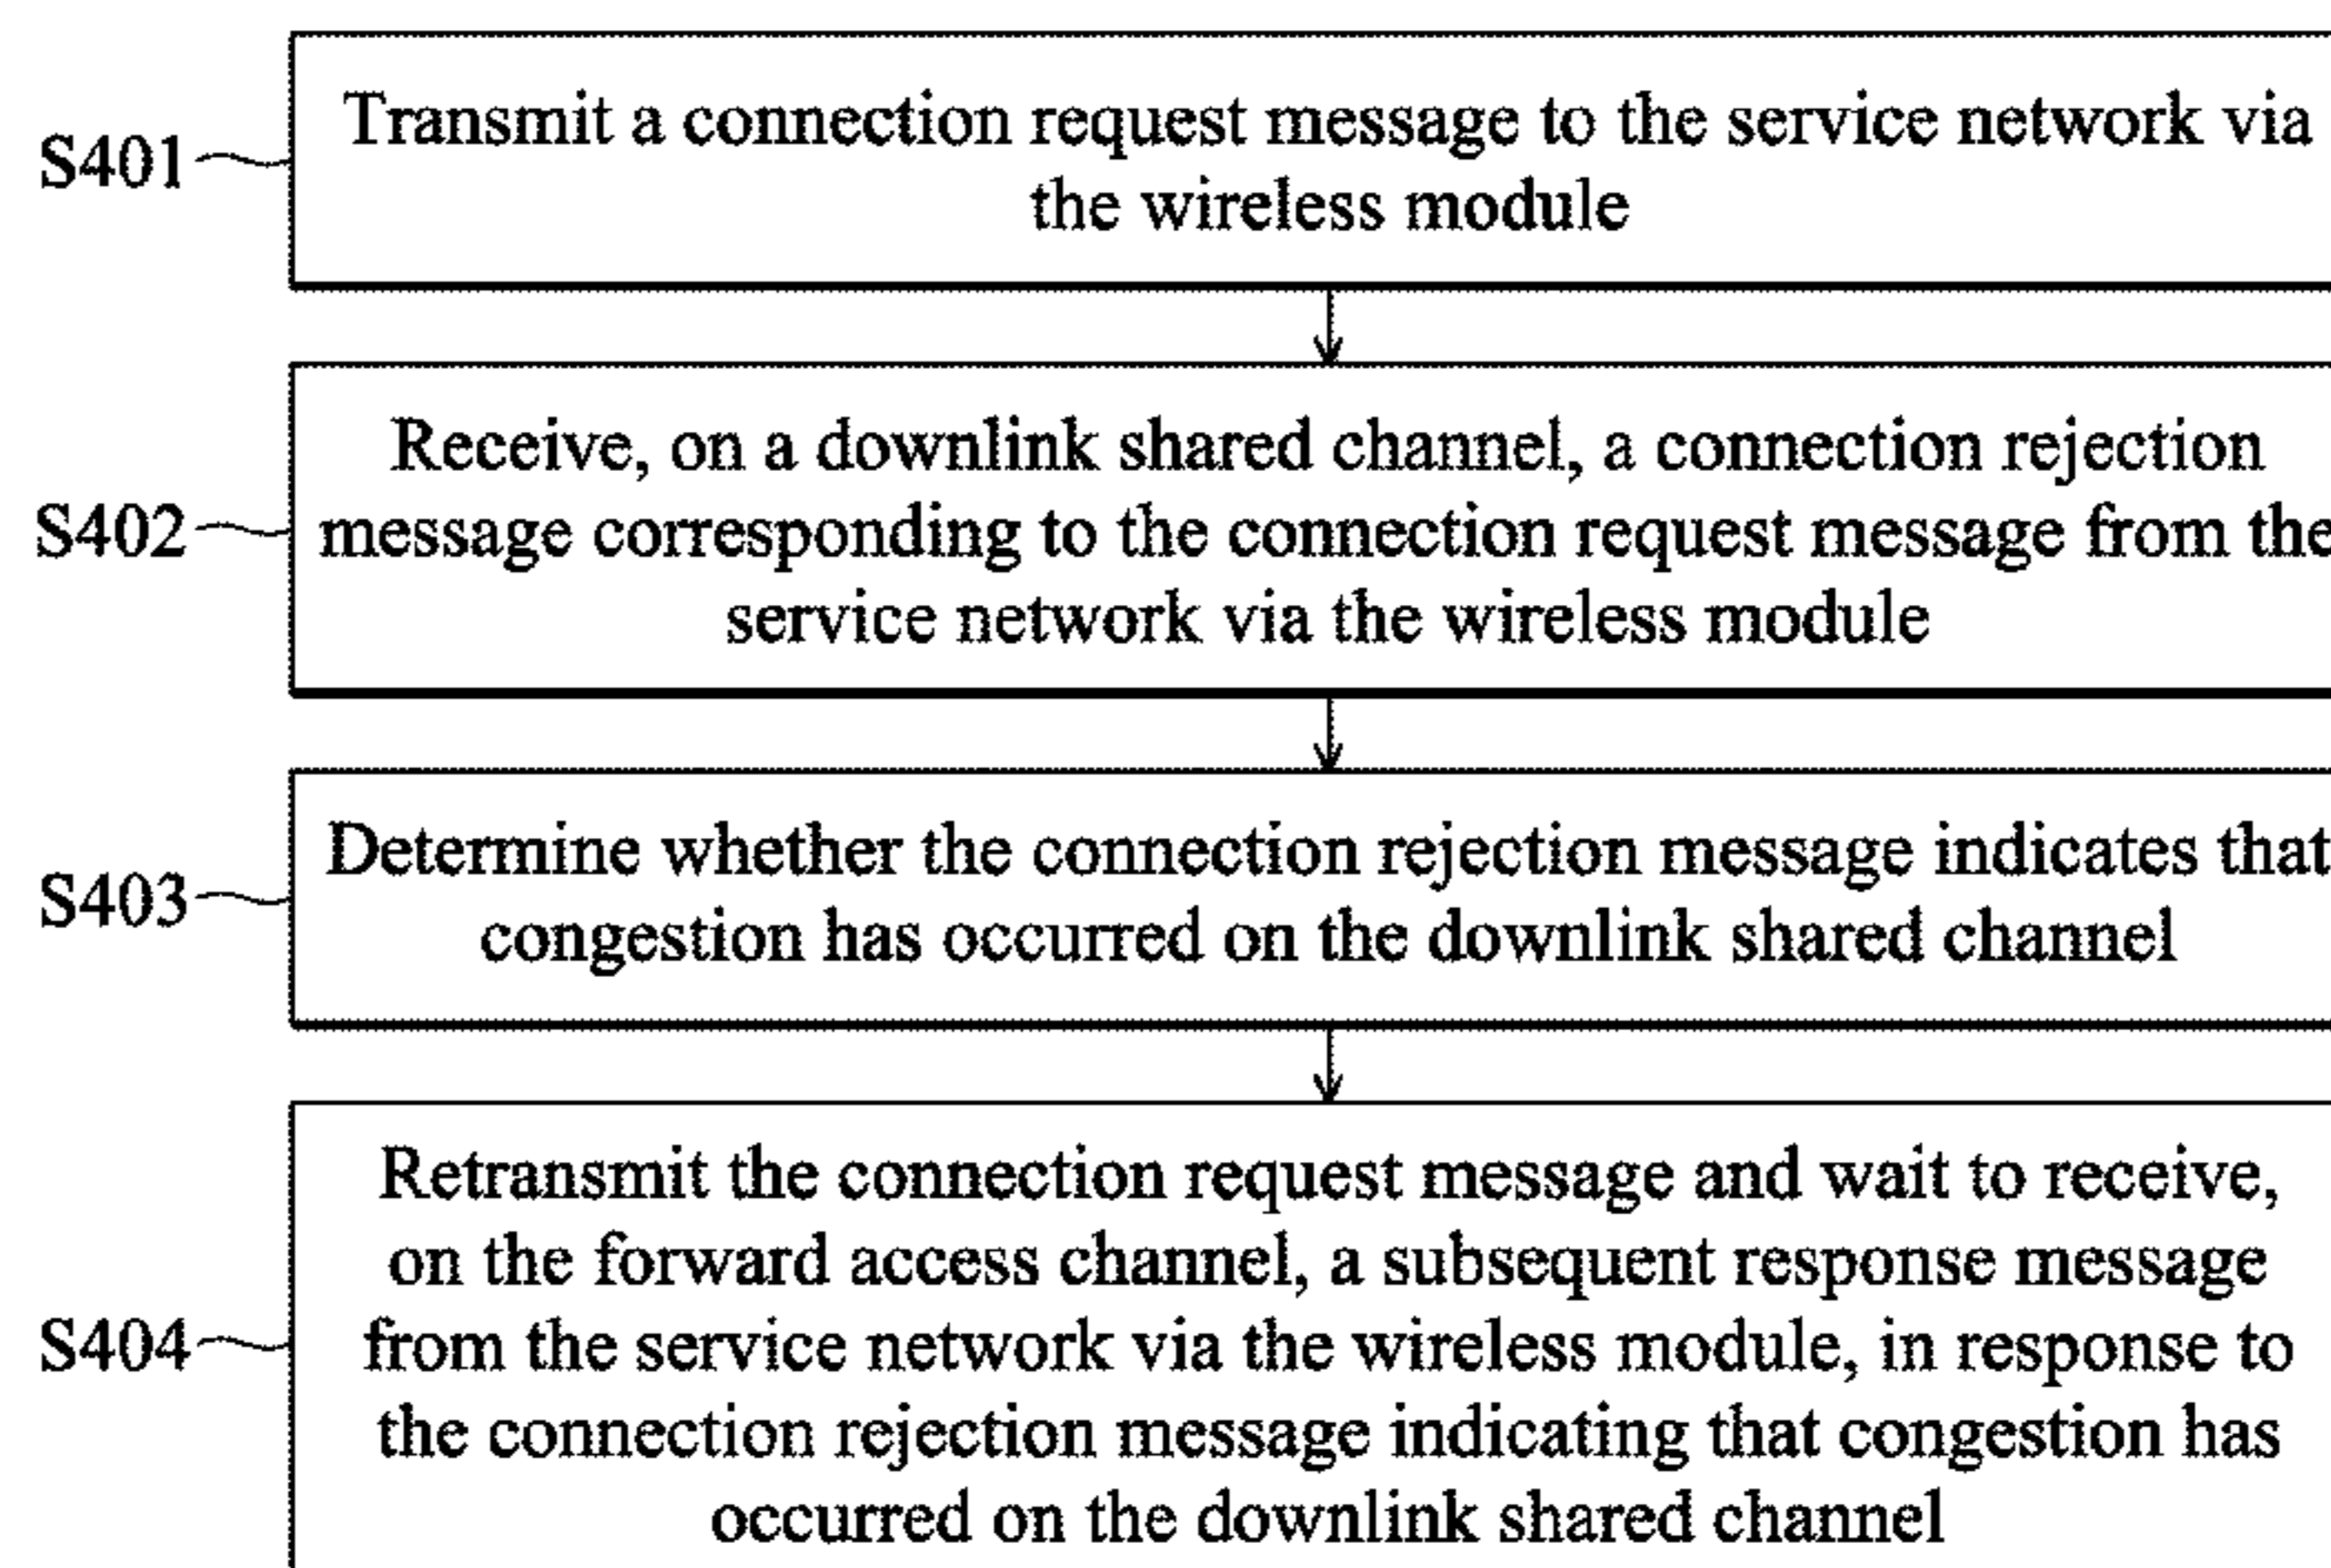 S401
Transmit a connection request message to the service network via
the wireless module
S402
Receive, on a downlink shared channel, a connection rejection
message corresponding to the connection request message from the
service network via the wireless module
S403
Determine whether the connection rejection message indicates that
congestion has occurred on the downlink shared channel
S404
Retransmit the connection request message and wait to receive,
on the forward access channel, a subsequent response message
from the service network via the wireless module, in response to
the connection rejection message indicating that congestion has
occurred on the downlink shared channel